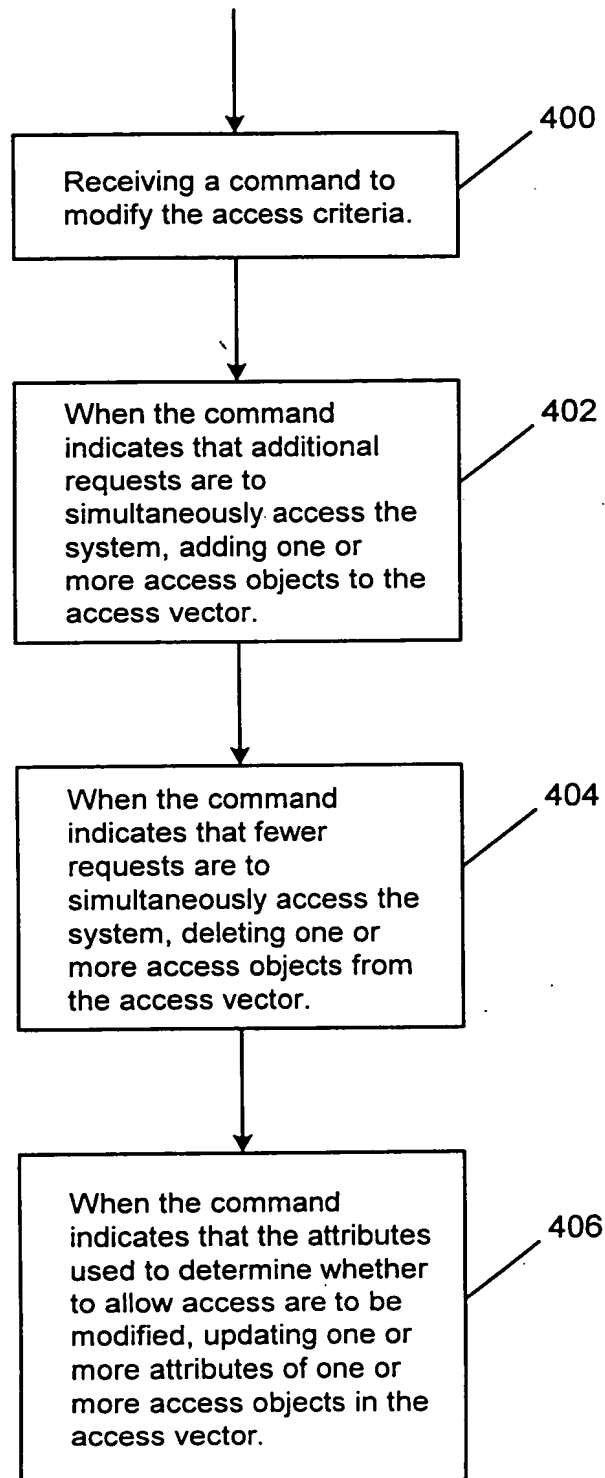 400
Receiving a command to
modify the access criteria.
402
When the command
indicates that additional
requests are to
simultaneously access the
system, adding one or
more access objects to the
access vector.
404
When the command
indicates that fewer
requests are to
simultaneously access the
system, deleting one or
more access objects from
the access vector.
406
When the command
indicates that the attributes
used to determine whether
to allow access are to be
modified, updating one or
more attributes of one or
more access objects in the
access vector.